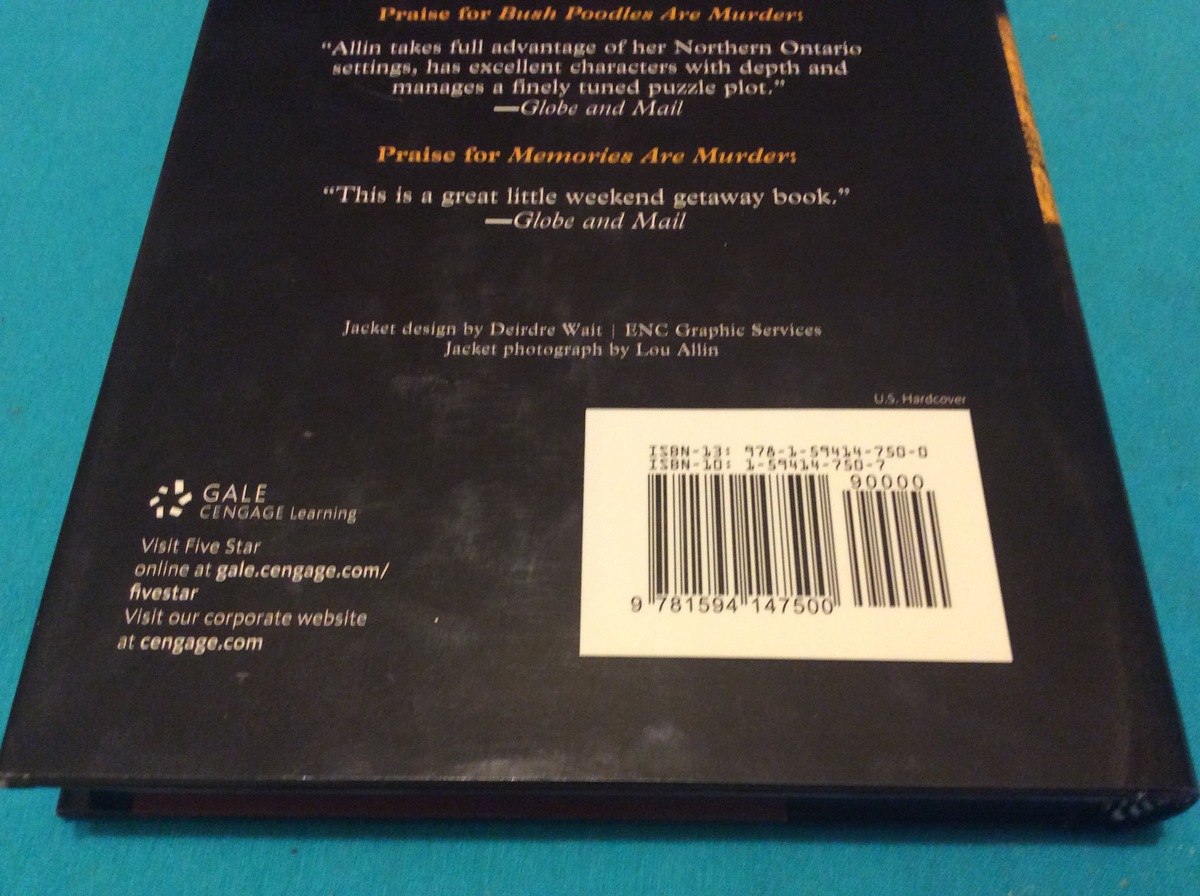 Praise for Bush Poodles Are Murder:
“Allin takes full advantage of her Northern Ontario
settings, has excellent characters with depth and
manages a finely tuned puzzle plot.”
—Globe and Mail
Praise for Memories Are Murder:
“This is a great little weekend getaway book.”
—Globe and Mail
Jacket design by Deirdre Wait | ENC Graphic Services
Jacket photograph by Lou Allin
U.S. Hardcover
ISBN-13: 978-1-59414-750-0
ISBN-10: 1-59414-750-7
90000
9 781594 147500
GALE
CENGAGE Learning
Visit Five Star
online at gale.cengage.com/
fivestar
Visit our corporate website
at cengage.com